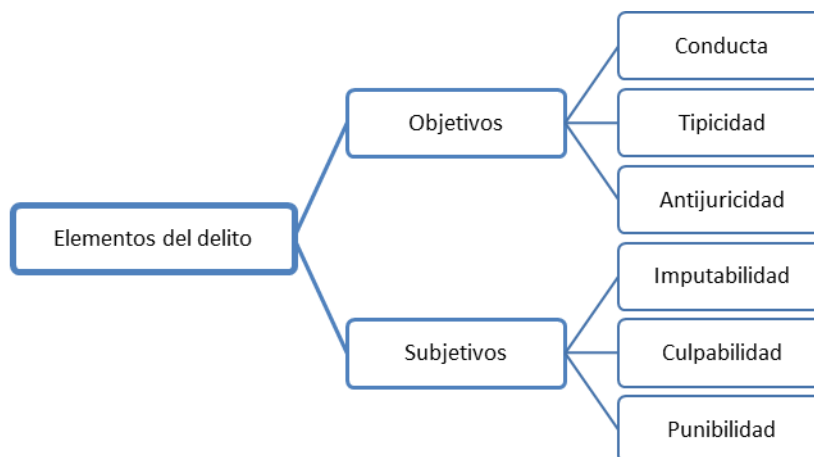 Elementos del delito
Objetivos
Conducta
Tipicidad
Antijuricidad
Subjetivos
Imputabilidad
Culpabilidad
Punibilidad